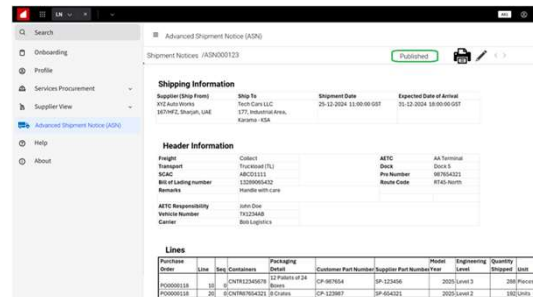 LN
Search
Onboarding
Profile
Services Procurement
Supplier View
Advanced Shipment Notice (ASN)
Help
About
Advanced Shipment Notice (ASN)
Shipment Notices /ASN000123
Published
Shipping Information
Supplier (Ship From) Ship To Shipment Date Expected Date of Arrival
XYZ Auto Works Tech Cars LLC 25-12-2024 11:00:00 GST 31-12-2024 18:00:00 GST
167/HFZ, Sharjah, UAE 177, Industrial Area,
Karama - KSA
Header Information
Freight Collect AETC AA Terminal
Transport Truckload (TL) Dock Dock 5
SCAC ABCD1111 Pro Number 987654321
Bill of Lading number 13289065432 Route Code RT45-North
Remarks Handle with care
AETC Responsibility John Doe
Vehicle Number TK1234AB
Carrier Bob Logistics
Lines
Purchase Order Line Seq Containers Packaging Detail Customer Part Number Supplier Part Number Model Year Engineering Level Quantity Shipped Unit
PO0000118 10 0 CNTR12345678 12 Pallets of 24 Boxes CP-987654 SP-123456 2025 Level 3 288 Pieces
PO0000118 20 0 CNTR87654321 8 Crates CP-123987 SP-654321 2025 Level 2 192 Units